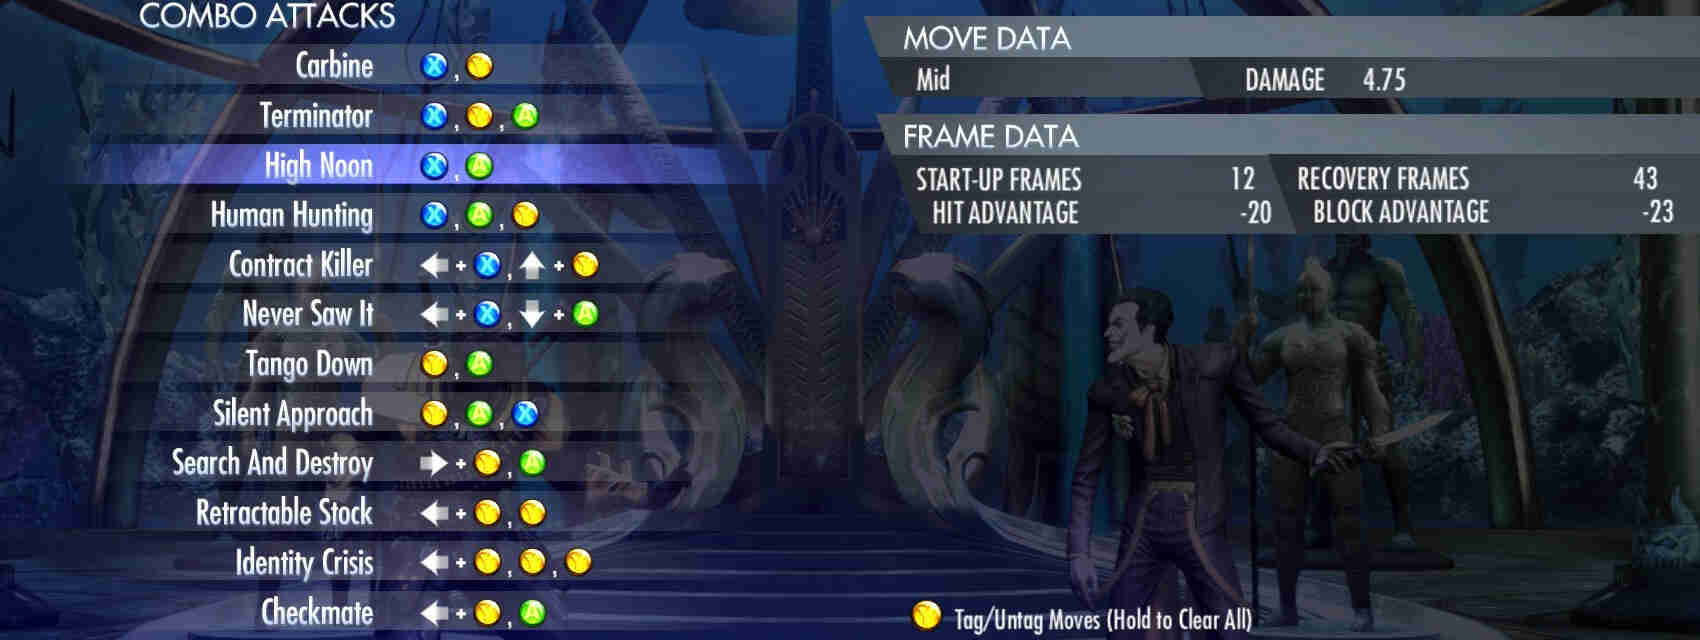 COMBO ATTACKS
Carbine X , Y
Terminator X , Y , A
High Noon X , A
Human Hunting X , A , Y
Contract Killer ← + X , ↑ + Y
Never Saw It ← + X , ↓ + A
Tango Down Y , A
Silent Approach Y , A , X
Search And Destroy → + Y , A
Retractable Stock ← + Y , Y
Identity Crisis ← + Y , Y , Y
Checkmate ← + Y , A
MOVE DATA
Mid DAMAGE 4.75
FRAME DATA
START-UP FRAMES 12 RECOVERY FRAMES 43
HIT ADVANTAGE -20 BLOCK ADVANTAGE -23
Y Tag/Untag Moves (Hold to Clear All)